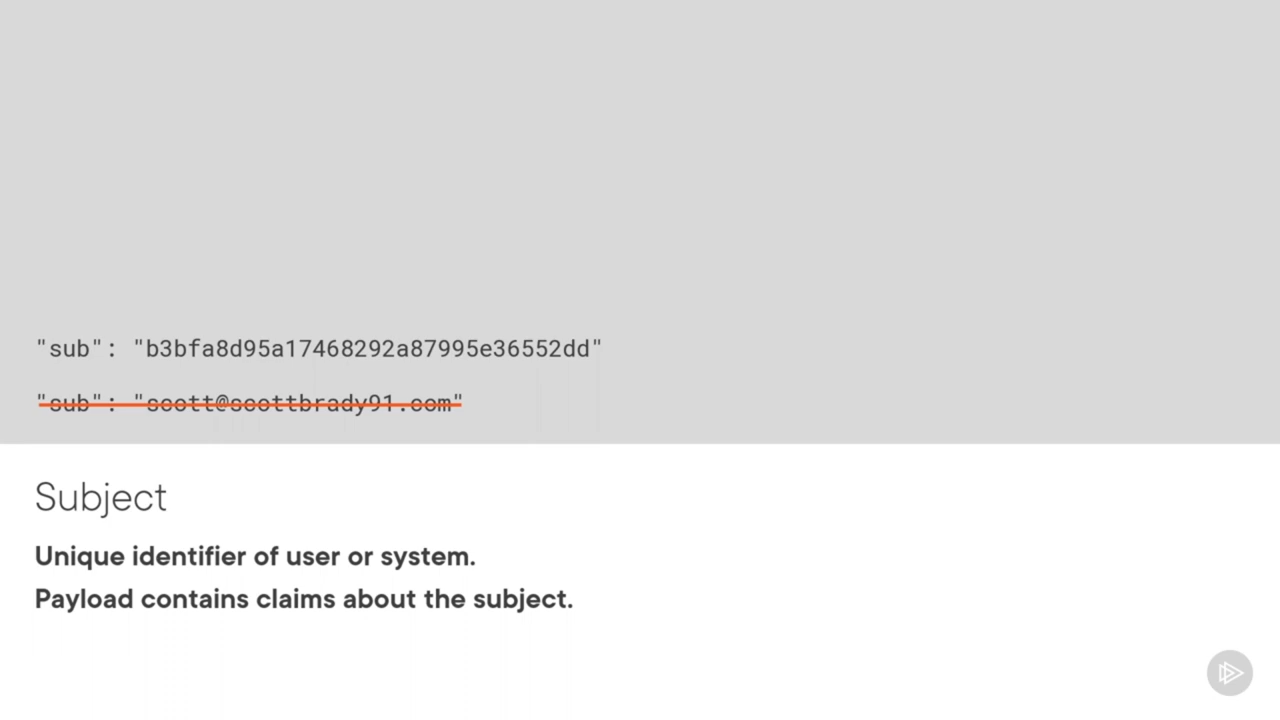 "sub": "b3bfa8d95a17468292a87995e36552dd"
"sub": "scott@scottbrady91.com"
Subject
Unique identifier of user or system.
Payload contains claims about the subject.